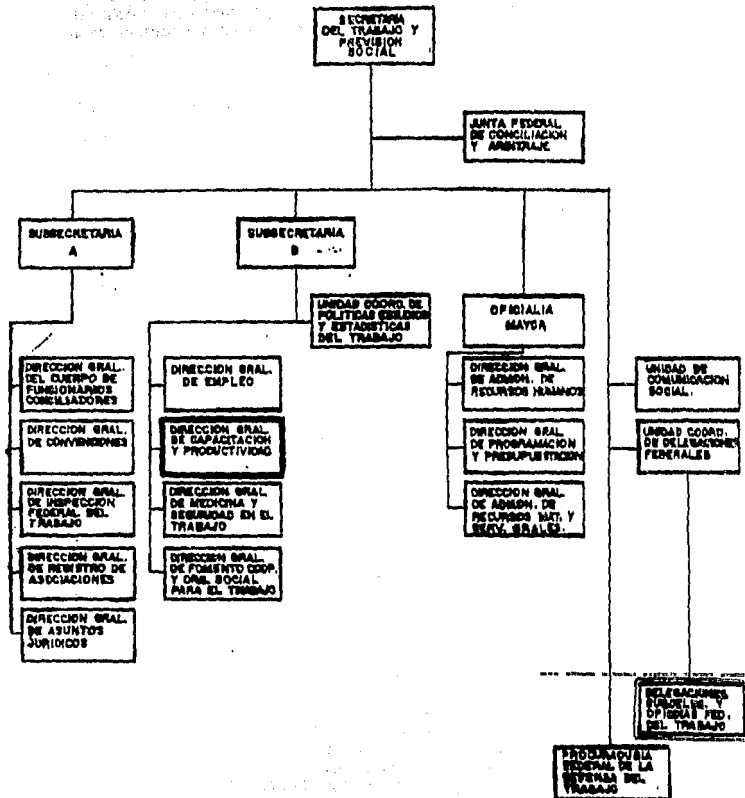 SECRETARIA
DEL TRABAJO Y
PREVISION
SOCIAL
JUNTA FEDERAL
DE CONCILIACION
Y ARBITRAJE
SUBSECRETARIA
A
SUBSECRETARIA
B
UNIDAD COORD. DE
POLITICAS ESTUDIOS
Y ESTADISTICAS
DEL TRABAJO
OFICIALIA
MAYOR
DIRECCION GRAL.
DEL CUERPO DE
FUNCIONARIOS
CONCILIADORES
DIRECCION GRAL.
DE CONVENCIONES
DIRECCION GRAL.
DE INSPECCION
FEDERAL DEL
TRABAJO
DIRECCION GRAL.
DE REGISTRO DE
ASOCIACIONES
DIRECCION GRAL.
DE ASUNTOS
JURIDICOS
DIRECCION GRAL.
DE EMPLEO
DIRECCION GRAL.
DE CAPACITACION
Y PRODUCTIVIDAD
DIRECCION GRAL.
DE MEDICINA Y
SEGURIDAD EN EL
TRABAJO
DIRECCION GRAL.
DE FOMENTO COOP.
Y ORG. SOCIAL
PARA EL TRABAJO
DIRECCION GRAL.
DE ADMON. DE
RECURSOS HUMANOS
DIRECCION GRAL.
DE PROGRAMACION
Y PRESUPUESTACION
DIRECCION GRAL.
DE ADMON. DE
RECURSOS MAT. Y
SERV. GRALES.
UNIDAD DE
COMUNICACION
SOCIAL.
UNIDAD COORD.
DE DELEGACIONES
FEDERALES
DELEGACIONES,
SUBDELEG. Y
OFICINAS FED.
DEL TRABAJO
PROCURADURIA
FEDERAL DE LA
DEFENSA DEL
TRABAJO